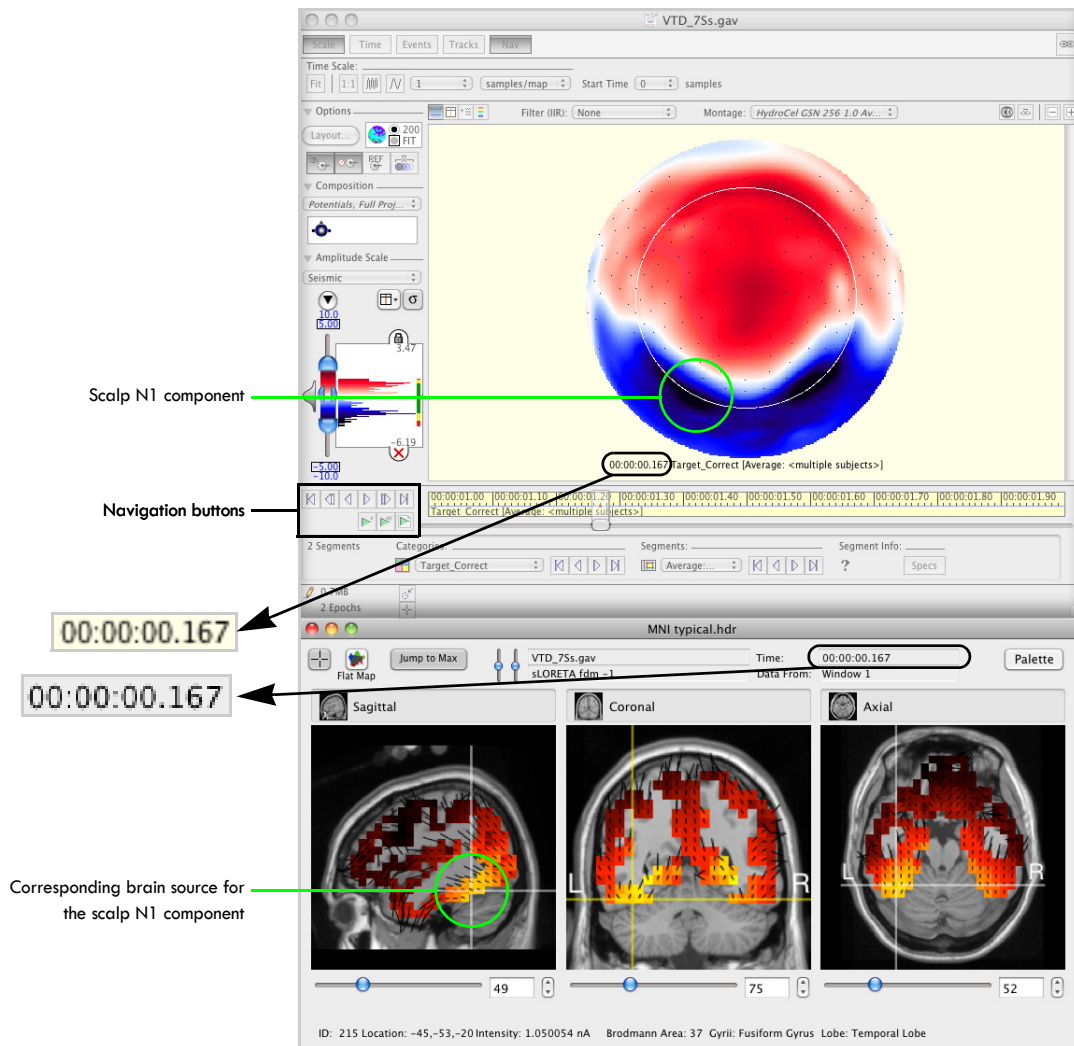 VTD_7Ss.gav
Scale Time Events Tracks Nav
Time Scale:
Fit 1:1 1 samples/map Start Time 0 samples
Options Filter (IIR): None Montage: HydroCel GSN 256 1.0 Av...
Layout... 200
FIT
REF
Composition
Potentials, Full Proj...
Amplitude Scale
Seismic
σ
10.0
5.00
3.47
Scalp N1 component
-6.19
-5.00
-10.0
00:00:00.167 Target_Correct [Average: <multiple subjects>]
Navigation buttons
00:00:01.00 00:00:01.10 00:00:01.20 00:00:01.30 00:00:01.40 00:00:01.50 00:00:01.60 00:00:01.70 00:00:01.80 00:00:01.90
Target_Correct [Average: <multiple subjects>]
2 Segments Categories: Segments: Segment Info:
Target_Correct Average:... ? Specs
0.7MB
2 Epochs
00:00:00.167
MNI typical.hdr
Jump to Max VTD_7Ss.gav Time: 00:00:00.167 Palette
Flat Map sLORETA fdm -1 Data From: Window 1
00:00:00.167
Sagittal Coronal Axial
L R L R
Corresponding brain source for
the scalp N1 component
49 75 52
ID: 215 Location: -45,-53,-20 Intensity: 1.050054 nA Brodmann Area: 37 Gyrii: Fusiform Gyrus Lobe: Temporal Lobe